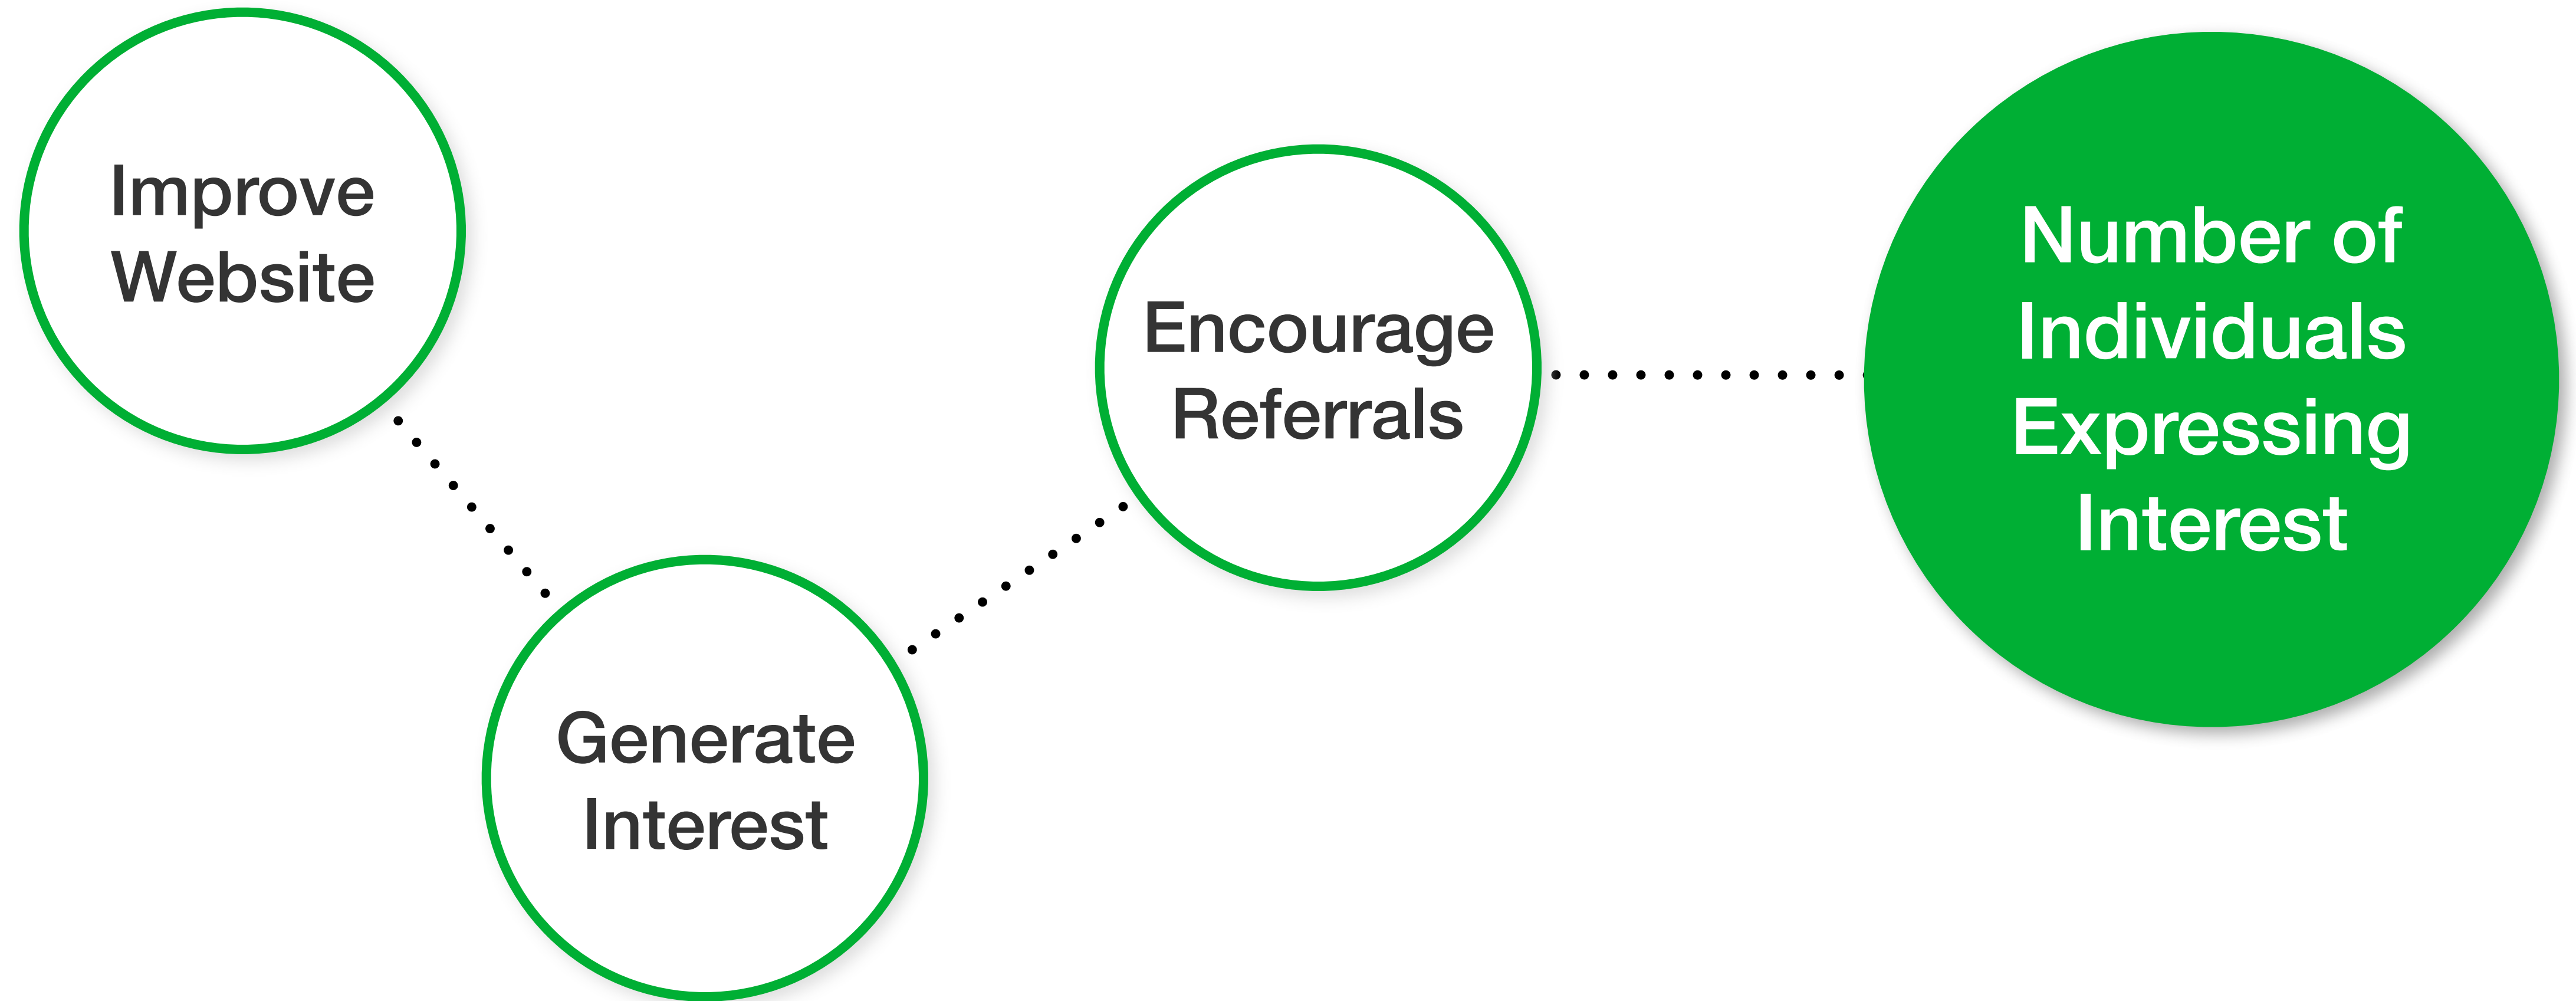 Improve
Website
Generate
Interest
Encourage
Referrals
Number of
Individuals
Expressing
Interest